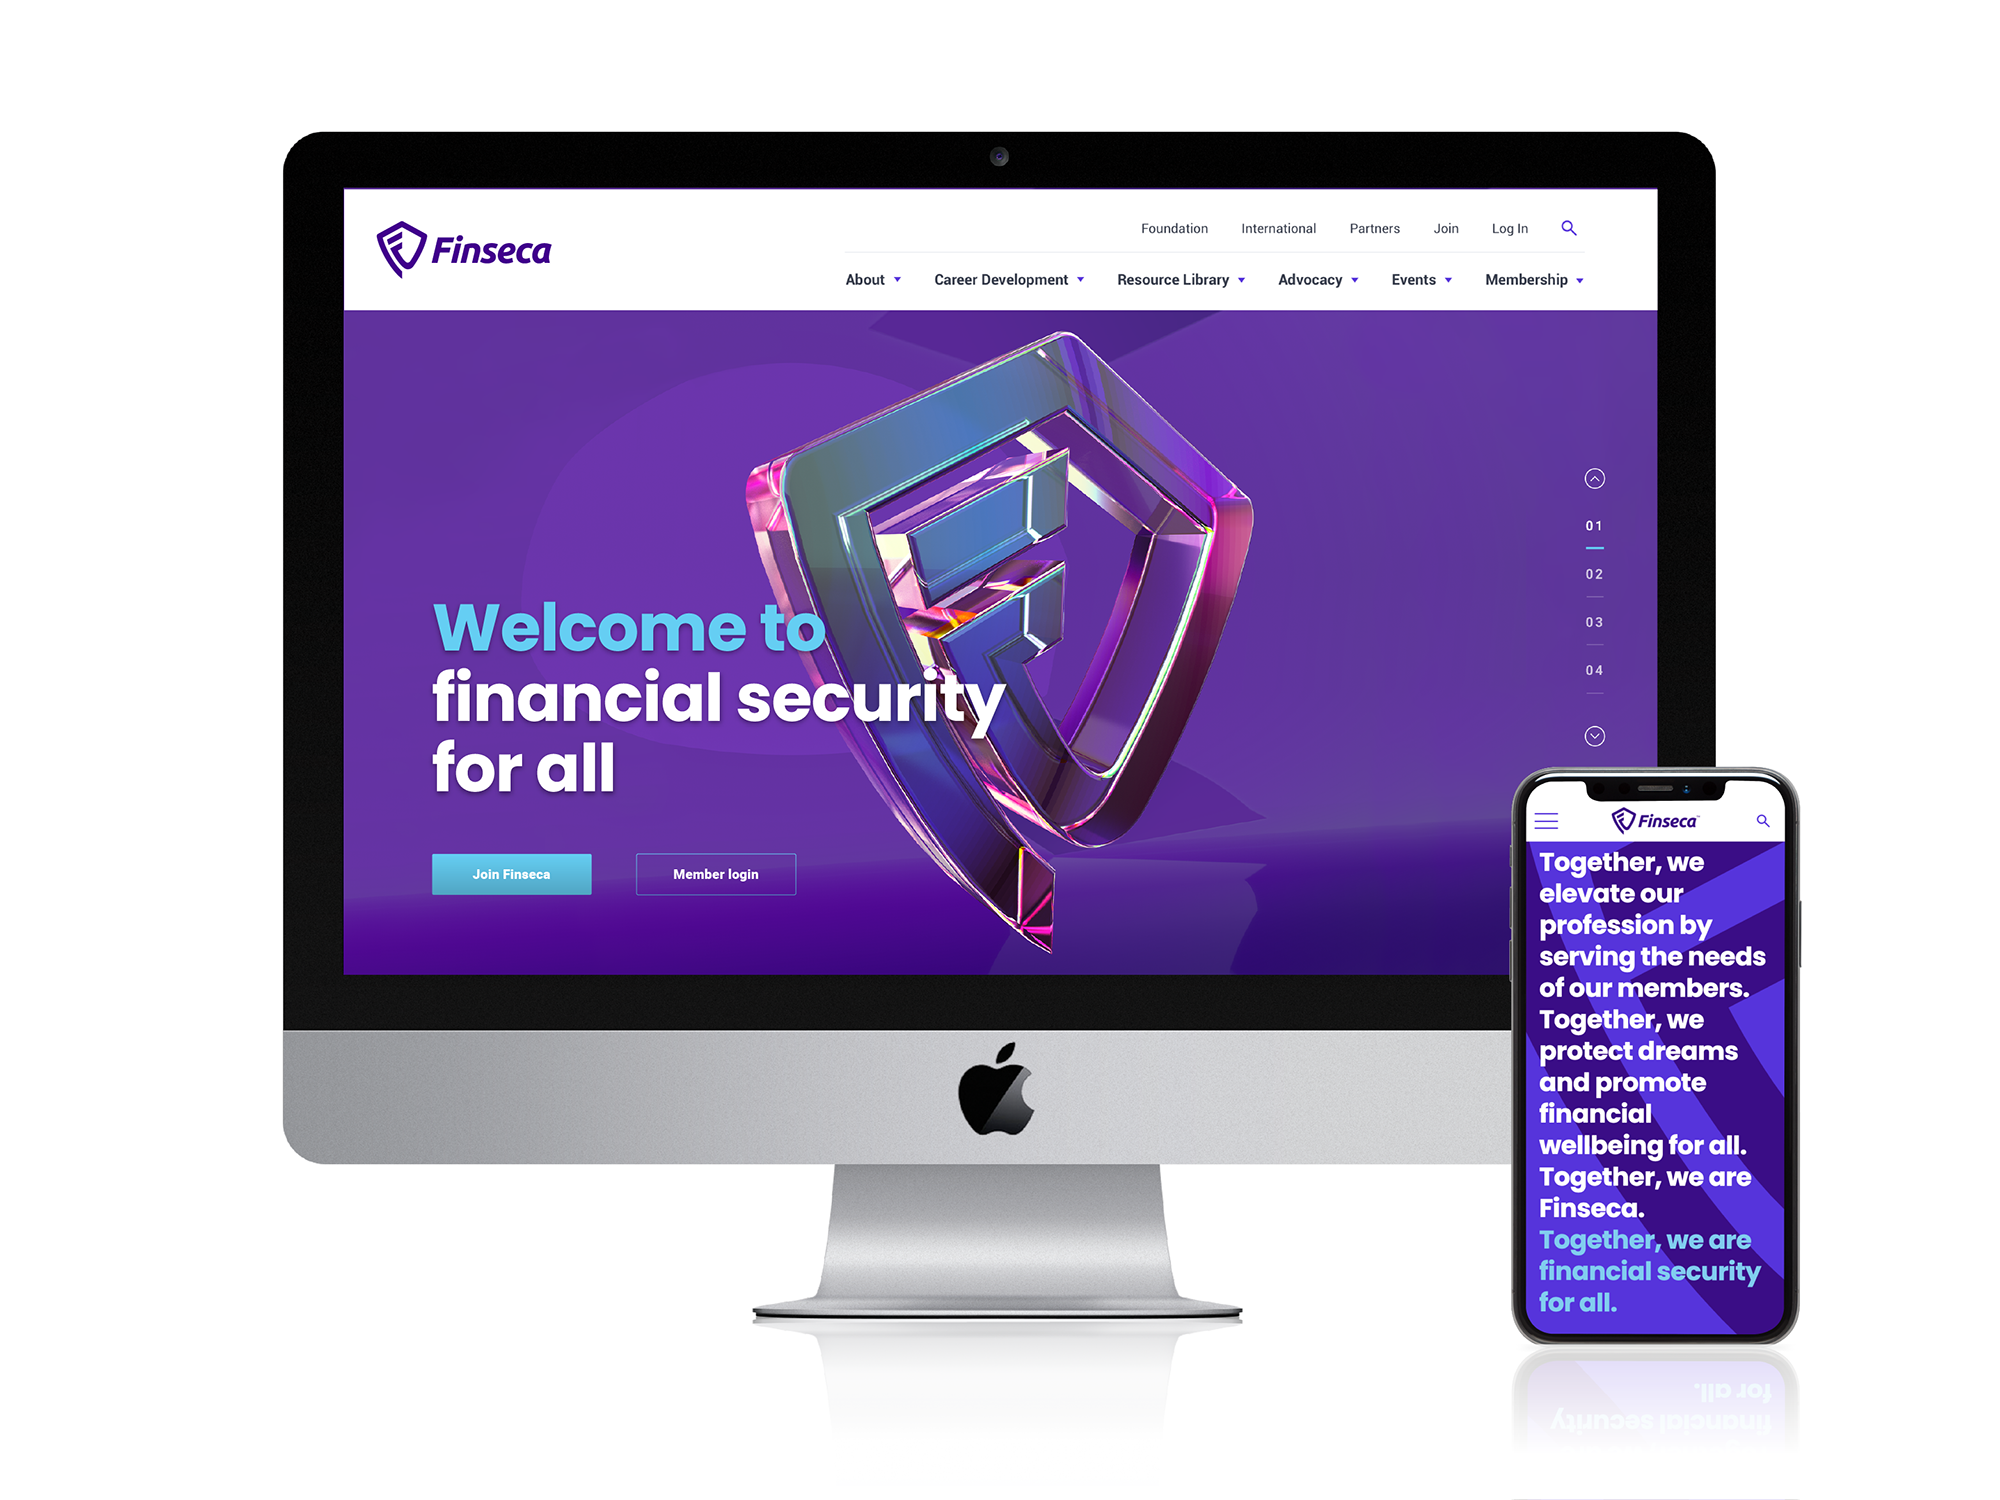 Finseca
Foundation International Partners Join Log In
About Career Development Resource Library Advocacy Events Membership
Welcome to
financial security
for all
Join Finseca Member login
01
02
03
04
Finseca
Together, we
elevate our
profession by
serving the needs
of our members.
Together, we
protect dreams
and promote
financial
wellbeing for all.
Together, we are
Finseca.
Together, we are
financial security
for all.